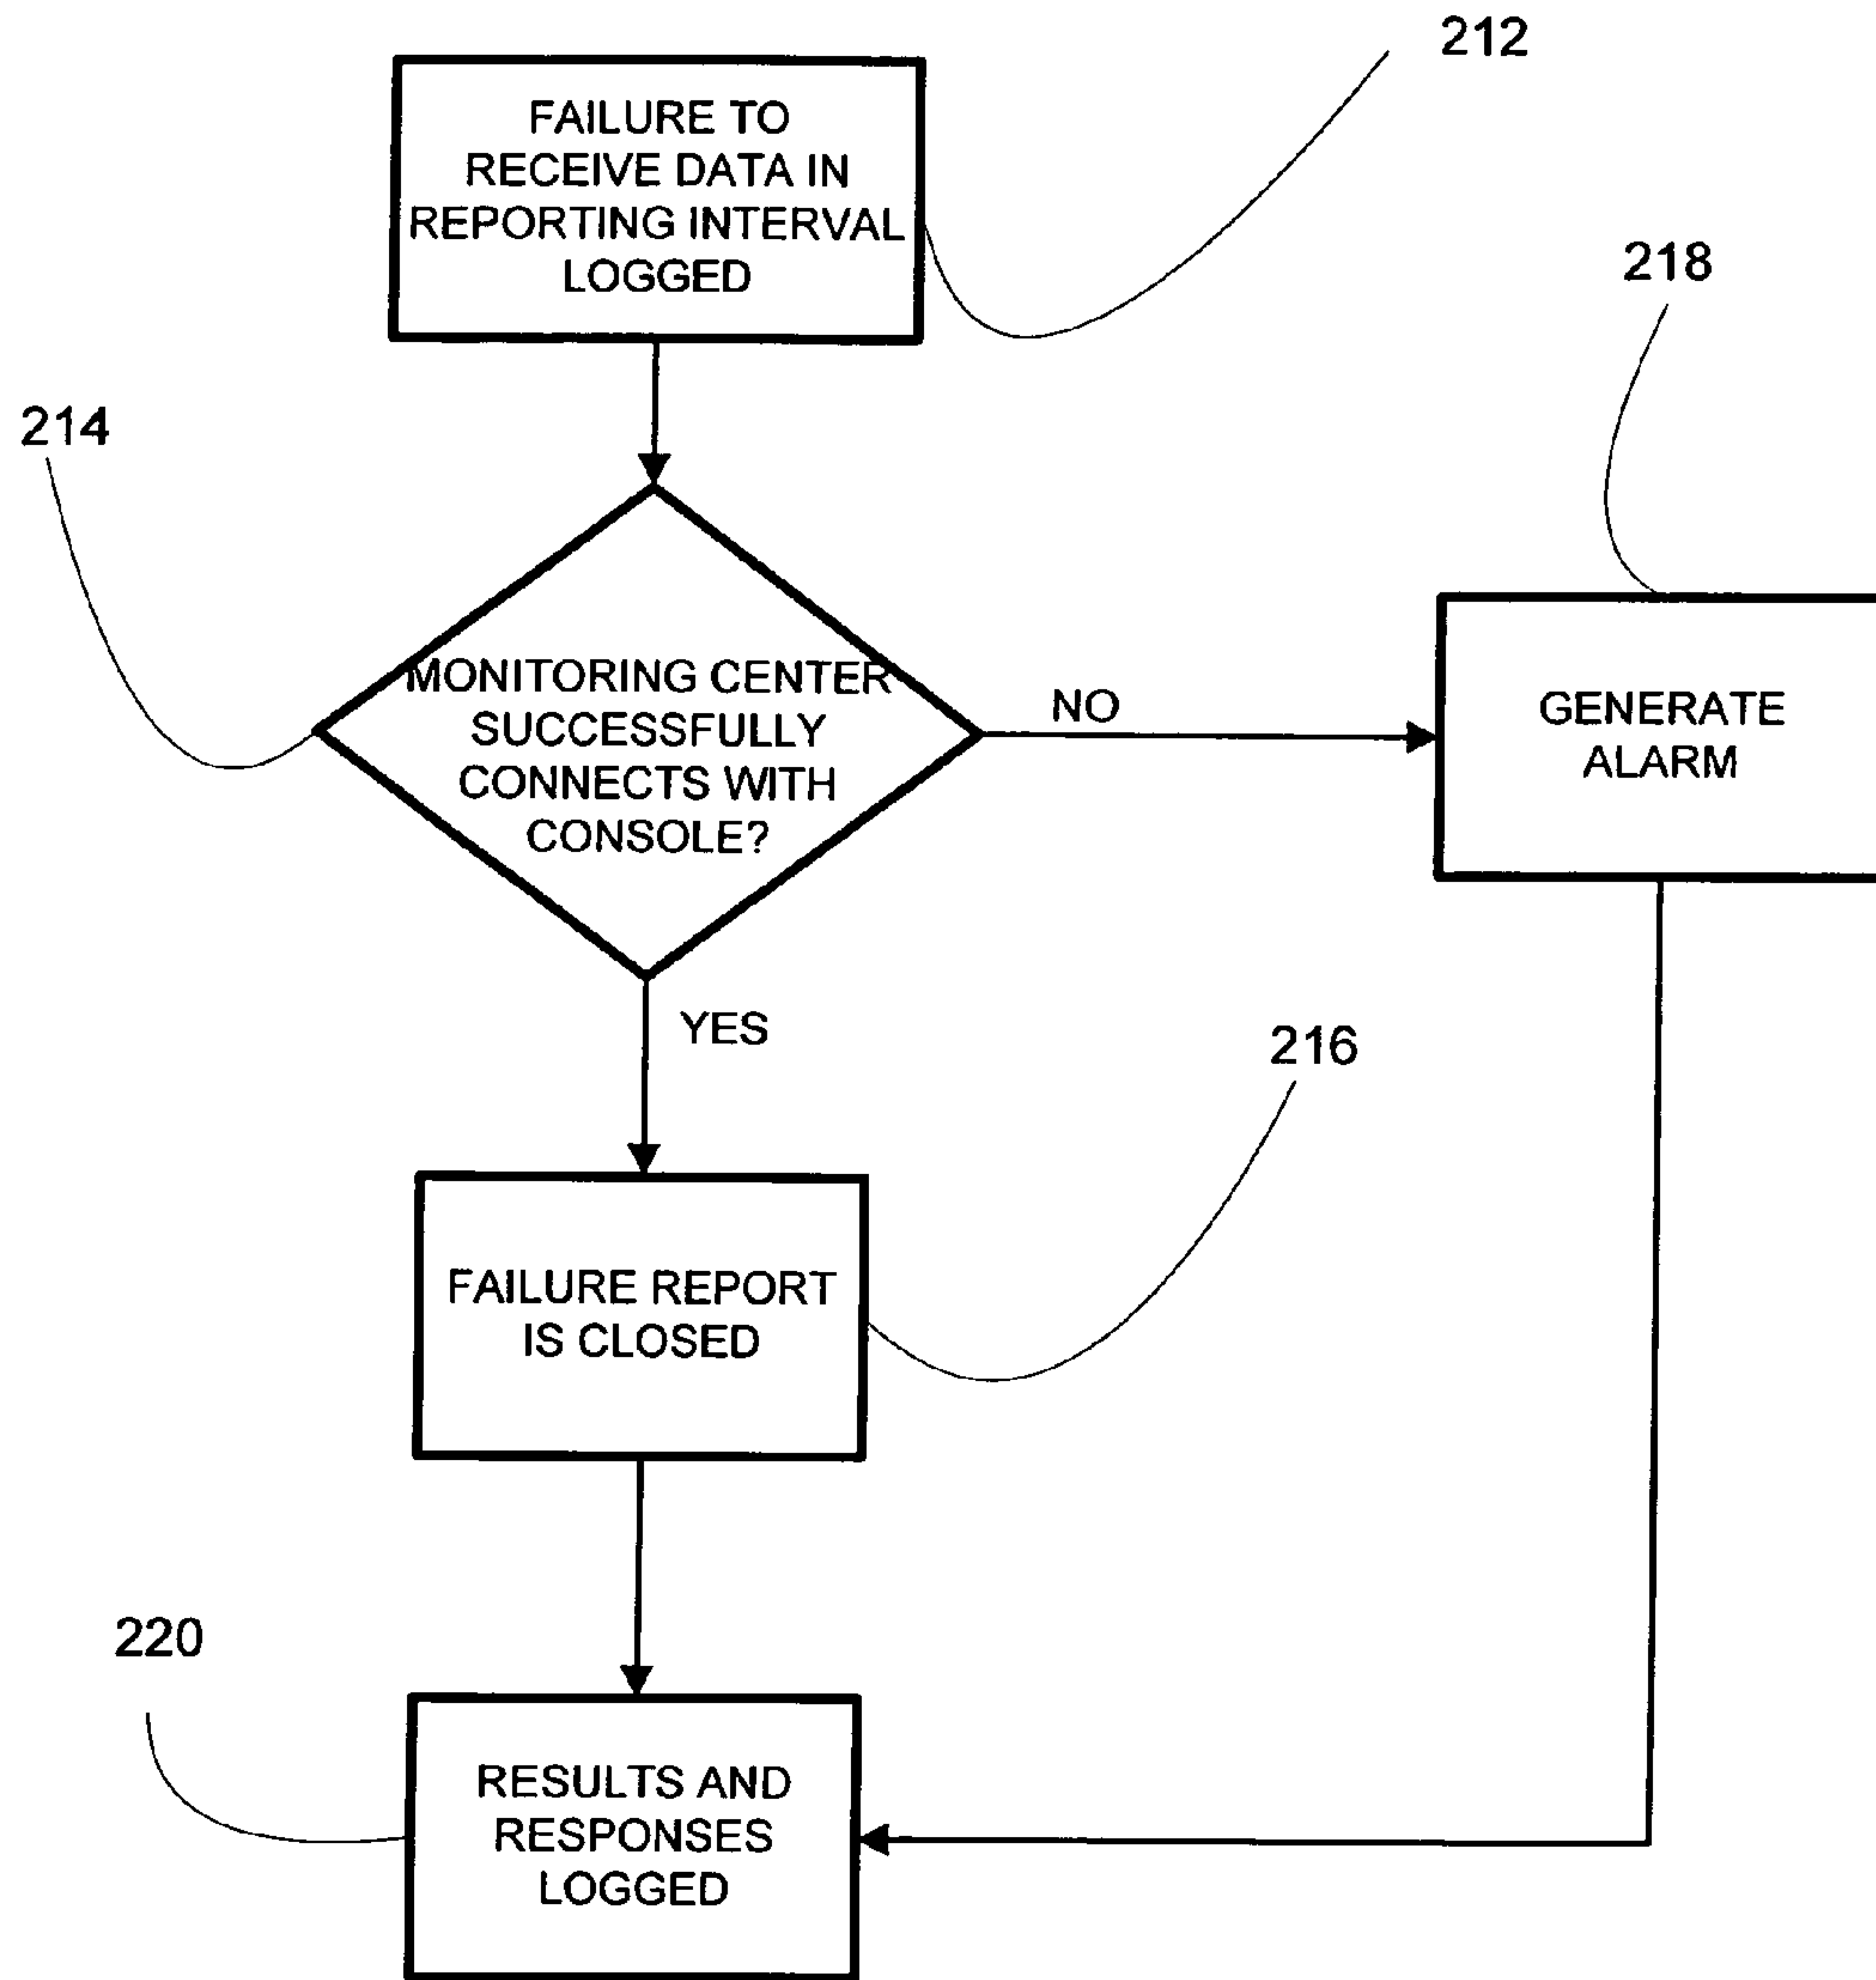 212
FAILURE TO
RECEIVE DATA IN
REPORTING INTERVAL
LOGGED
218
214
MONITORING CENTER
SUCCESSFULLY
CONNECTS WITH
CONSOLE?
NO
GENERATE
ALARM
YES
216
FAILURE REPORT
IS CLOSED
220
RESULTS AND
RESPONSES
LOGGED